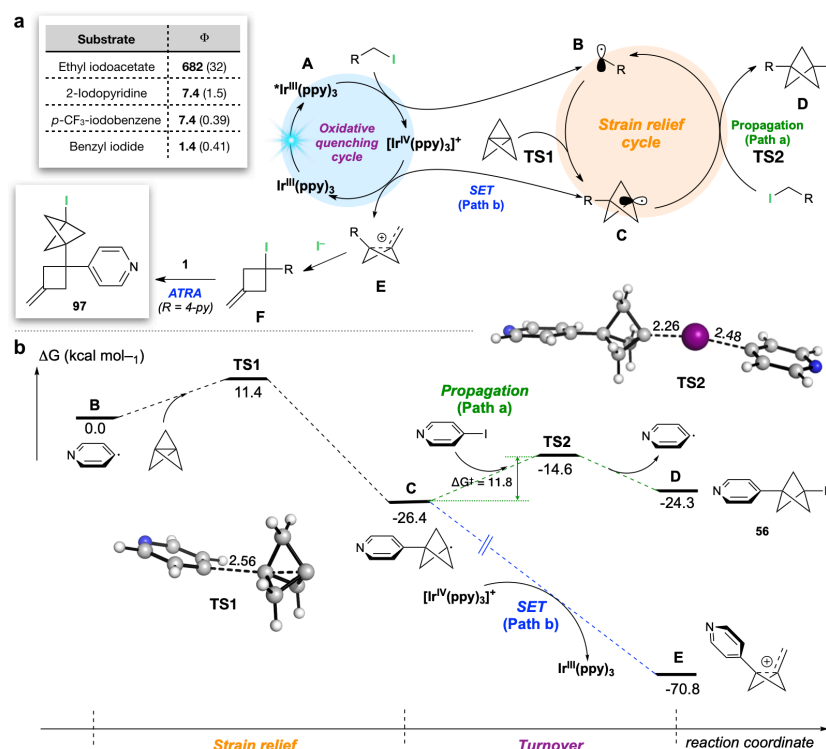 a
Substrate Φ
Ethyl iodoacetate 682 (32)
2-Iodopyridine 7.4 (1.5)
p-CF₃-iodobenzene 7.4 (0.39)
Benzyl iodide 1.4 (0.41)
A
I
*Irᴵᴵᴵ(ppy)₃
Oxidative
quenching
cycle
[Irᴵⱽ(ppy)₃]⁺
Irᴵᴵᴵ(ppy)₃
B
R
Strain relief
cycle
TS1
SET
(Path b)
R
C
R
D
Propagation
(Path a)
TS2
I
R
R
E
I⁻
I
R
F
1
ATRA
(R = 4-py)
I
N
97
2.26
2.48
TS2
b
ΔG (kcal mol–₁)
B
0.0
N
TS1
11.4
Propagation
(Path a)
N
I
TS2
-14.6
ΔG‡ = 11.8
N
D
-24.3
N
56
C
-26.4
N
2.56
TS1
[Irᴵⱽ(ppy)₃]⁺
SET
(Path b)
Irᴵᴵᴵ(ppy)₃
E
-70.8
N
Strain relief
Turnover
reaction coordinate